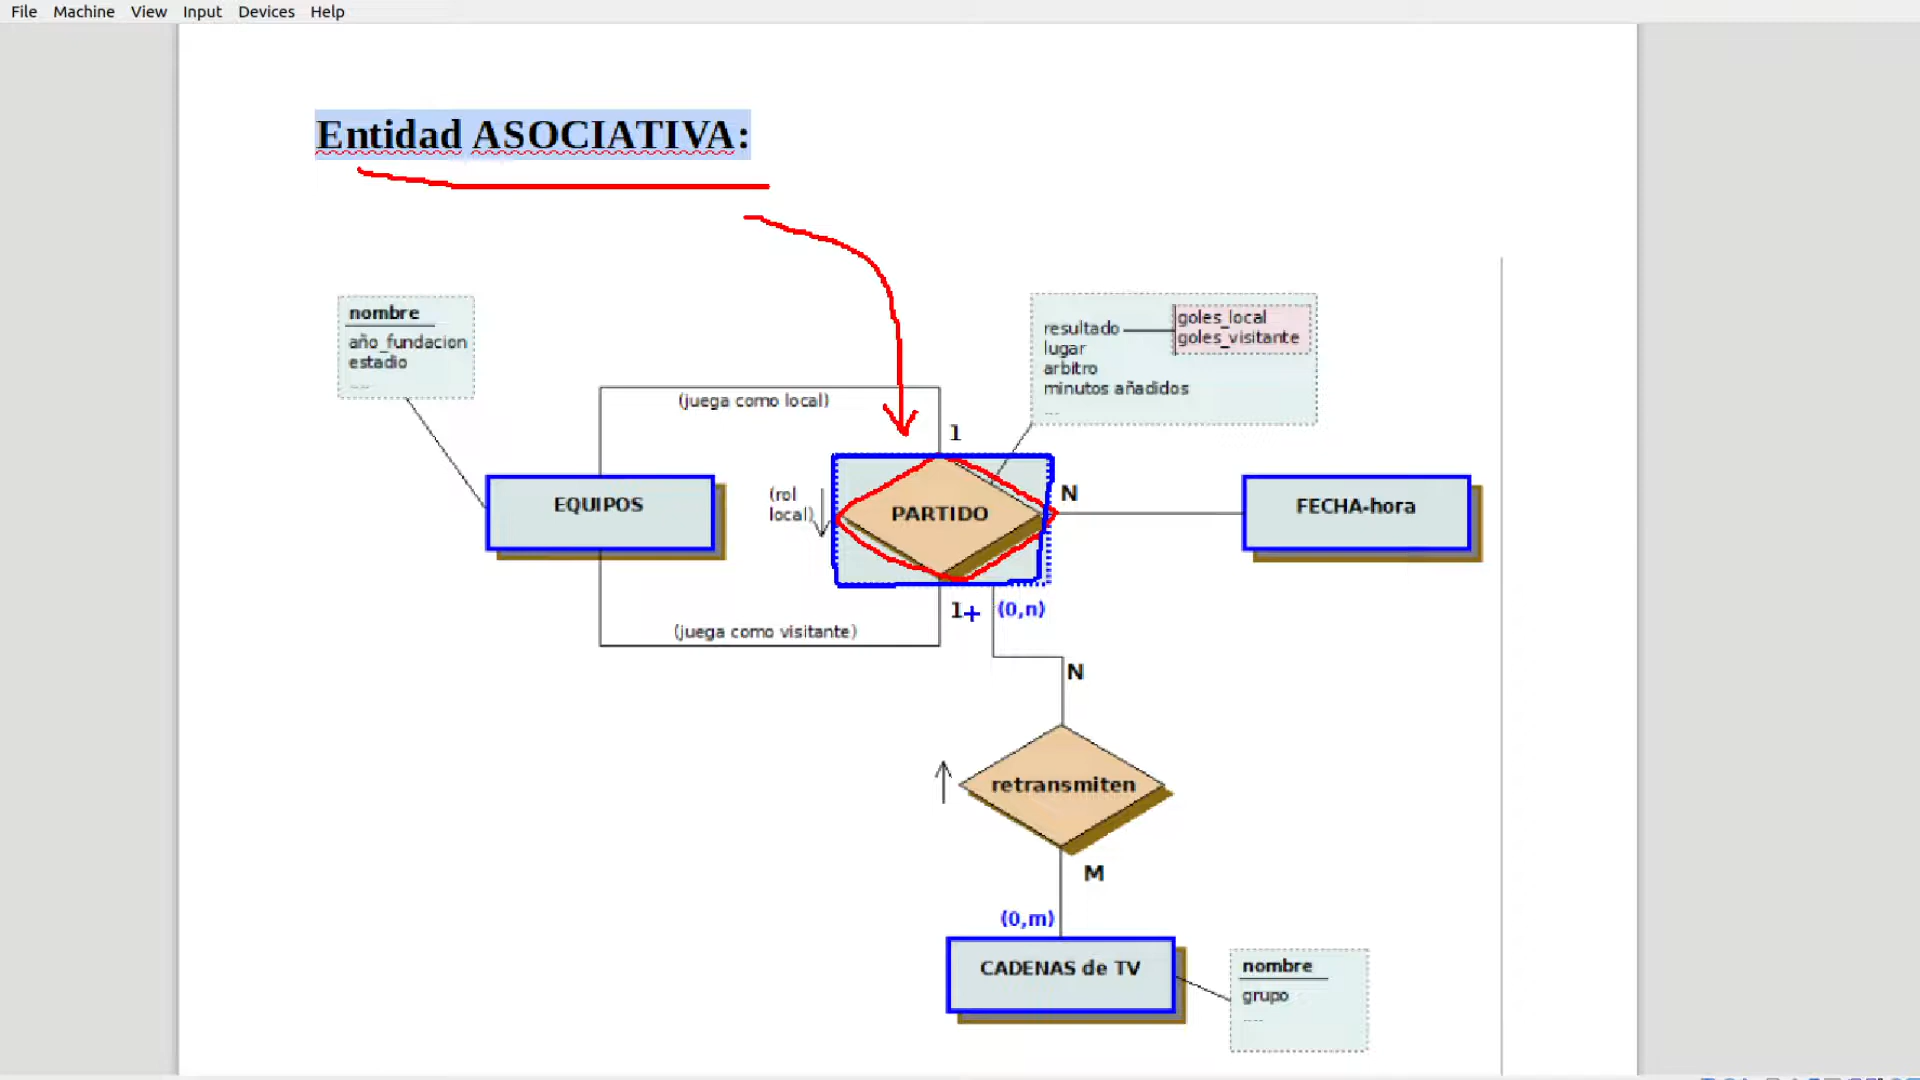 File Machine View Input Devices Help
Entidad ASOCIATIVA:
nombre
año_fundacion
estadio
...
resultado
goles_local
goles_visitante
lugar
arbitro
minutos añadidos
...
(juega como local)
1
EQUIPOS
(rol
local)
PARTIDO
N
FECHA-hora
1+
(0,n)
(juega como visitante)
N
retransmiten
M
(0,m)
CADENAS de TV
nombre
grupo
...